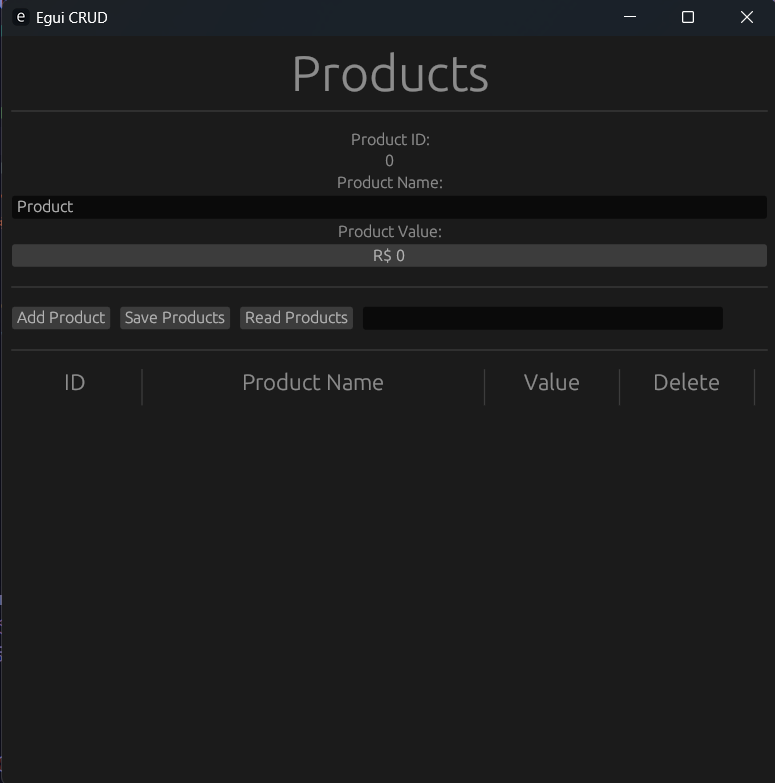 e Egui CRUD
Products
Product ID:
0
Product Name:
Product
Product Value:
R$ 0
Add Product Save Products Read Products
ID Product Name Value Delete